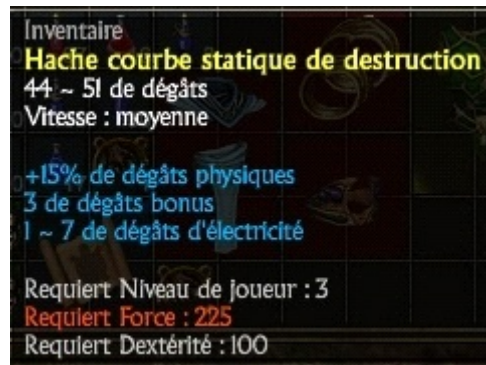 Inventaire
Hache courbe statique de destruction
44 ~ 51 de dégâts
Vitesse : moyenne
+15% de dégâts physiques
3 de dégâts bonus
1 ~ 7 de dégâts d'électricité
Requiert Niveau de joueur : 3
Requiert Force : 225
Requiert Dextérité : 100